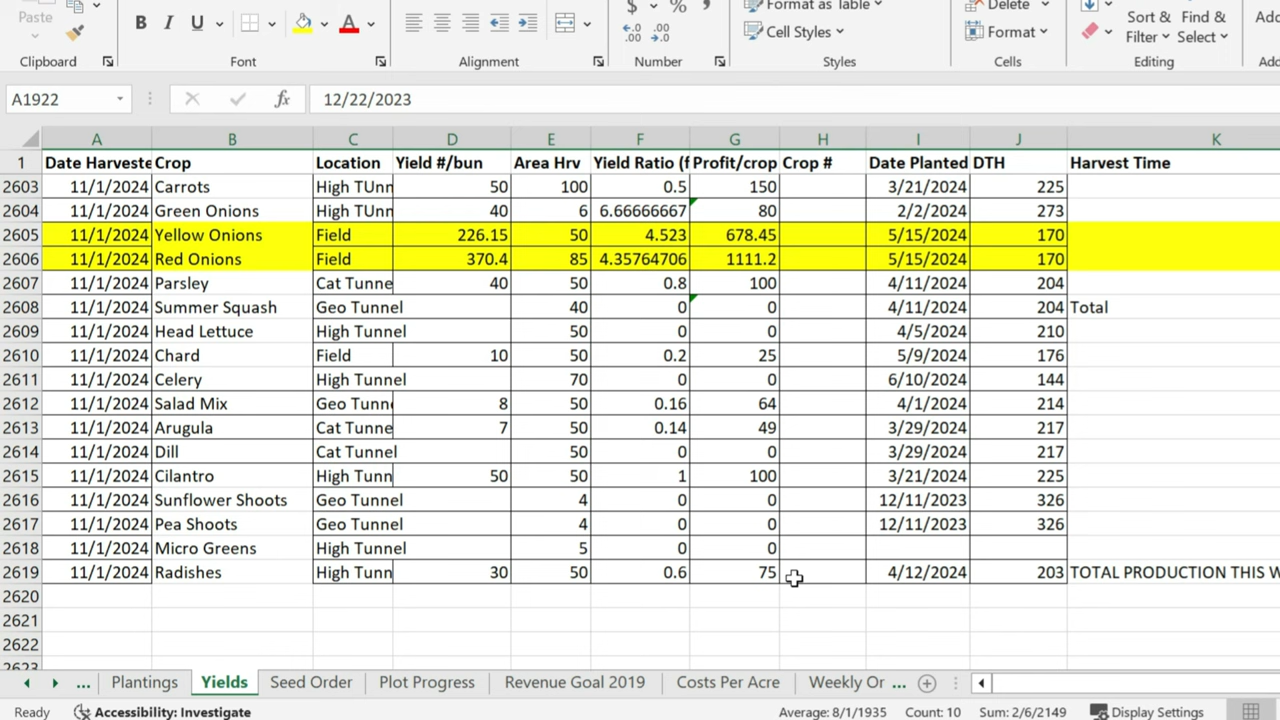 Paste
B I U A
$ % ,
Format as Table
Cell Styles
Delete
Format
Sort & Find &
Filter Select
Clipboard Font Alignment Number Styles Cells Editing
A1922 fx 12/22/2023
A B C D E F G H I J K
1 Date Harveste Crop Location Yield #/bun Area Hrv Yield Ratio (f Profit/crop Crop # Date Planted DTH Harvest Time
2603 11/1/2024 Carrots High TUnn 50 100 0.5 150 3/21/2024 225
2604 11/1/2024 Green Onions High TUnn 40 6 6.66666667 80 2/2/2024 273
2605 11/1/2024 Yellow Onions Field 226.15 50 4.523 678.45 5/15/2024 170
2606 11/1/2024 Red Onions Field 370.4 85 4.35764706 1111.2 5/15/2024 170
2607 11/1/2024 Parsley Cat Tunne 40 50 0.8 100 4/11/2024 204
2608 11/1/2024 Summer Squash Geo Tunnel 40 0 0 4/11/2024 204 Total
2609 11/1/2024 Head Lettuce High Tunnel 50 0 0 4/5/2024 210
2610 11/1/2024 Chard Field 10 50 0.2 25 5/9/2024 176
2611 11/1/2024 Celery High Tunnel 70 0 0 6/10/2024 144
2612 11/1/2024 Salad Mix Geo Tunn 8 50 0.16 64 4/1/2024 214
2613 11/1/2024 Arugula Cat Tunne 7 50 0.14 49 3/29/2024 217
2614 11/1/2024 Dill Cat Tunnel 50 0 0 3/29/2024 217
2615 11/1/2024 Cilantro High Tunn 50 50 1 100 3/21/2024 225
2616 11/1/2024 Sunflower Shoots Geo Tunnel 4 0 0 12/11/2023 326
2617 11/1/2024 Pea Shoots Geo Tunnel 4 0 0 12/11/2023 326
2618 11/1/2024 Micro Greens High Tunnel 5 0 0
2619 11/1/2024 Radishes High Tunn 30 50 0.6 75 4/12/2024 203 TOTAL PRODUCTION THIS W
2620
2621
2622
2623
... Plantings Yields Seed Order Plot Progress Revenue Goal 2019 Costs Per Acre Weekly Or ...
Ready Accessibility: Investigate Average: 8/1/1935 Count: 10 Sum: 2/6/2149 Display Settings